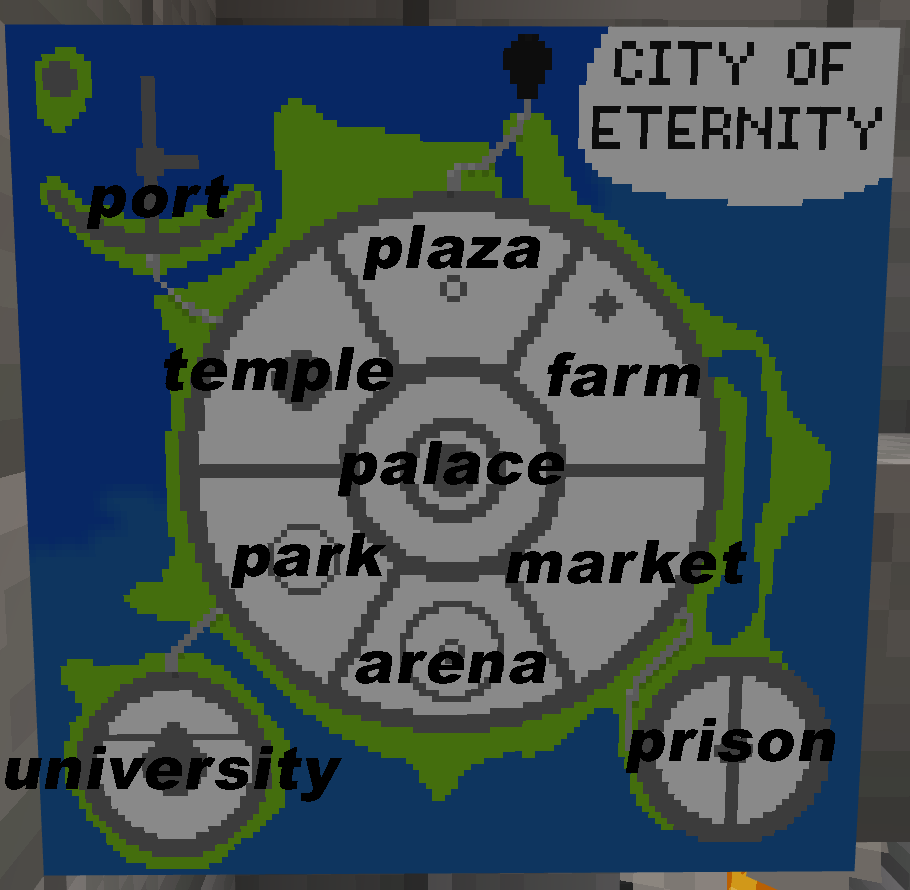 CITY OF
ETERNITY
port
plaza
temple
farm
palace
park
market
arena
university
prison